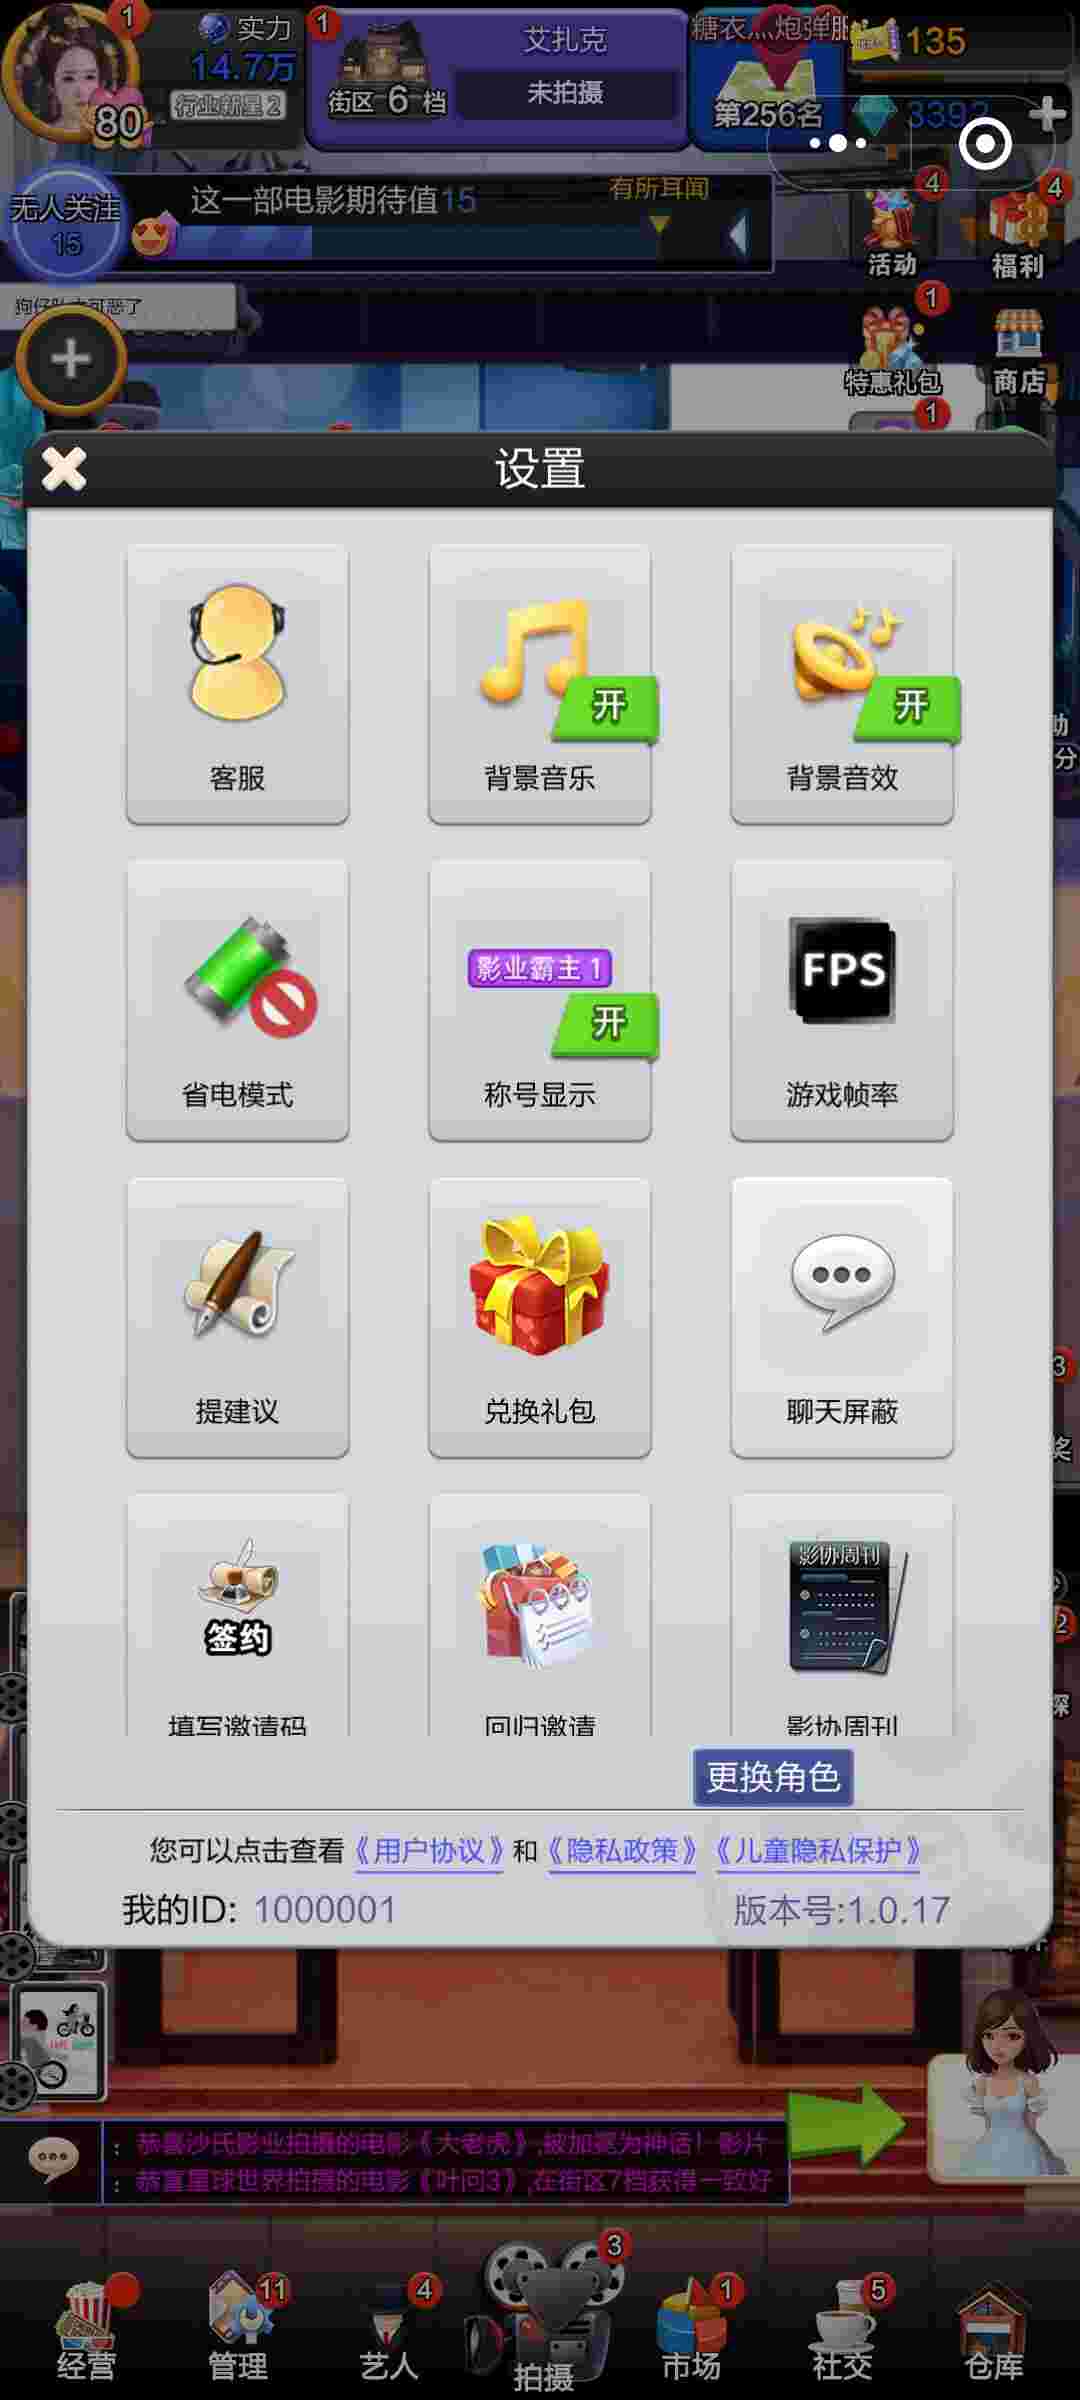 1
实力
14.7万
行业新星2
80
1
街区 6 档
艾扎克
未拍摄
糖衣点炮弹服
第256名
135
3392
无人关注
15
这一部电影期待值15
有所耳闻
4
活动
4
福利
1
特惠礼包
商店
1
设置
客服
开
背景音乐
开
背景音效
省电模式
影业霸主1
开
称号显示
FPS
游戏帧率
提建议
兑换礼包
聊天屏蔽
签约
填写邀请码
回归邀请
影协周刊
影协周刊
助
分
3
奖
2
探
更换角色
您可以点击查看《用户协议》和《隐私政策》《儿童隐私保护》
我的ID: 1000001
版本号:1.0.17
: 恭喜沙氏影业拍摄的电影《大老虎》,被加冕为神话!影片
: 恭喜星球世界拍摄的电影《叶问3》,在街区7档获得一致好
经营
11
管理
4
艺人
3
拍摄
1
市场
5
社交
仓库